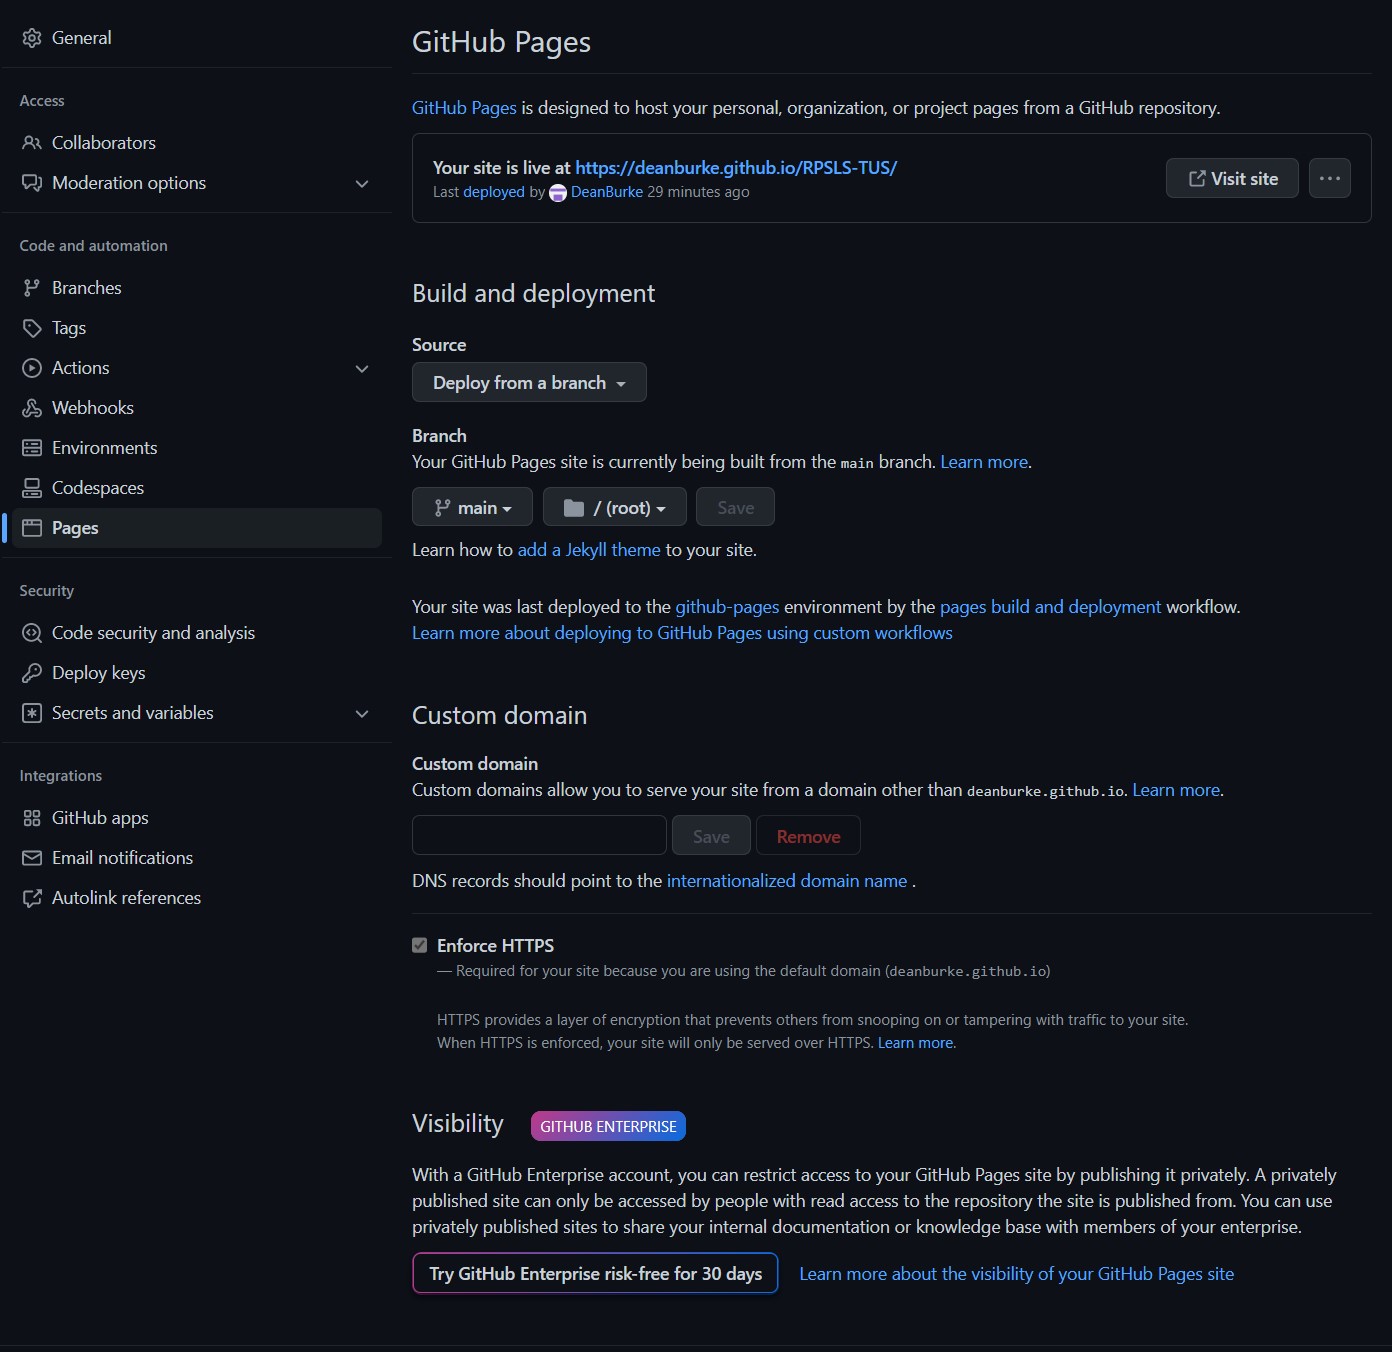 General
Access
Collaborators
Moderation options
Code and automation
Branches
Tags
Actions
Webhooks
Environments
Codespaces
Pages
Security
Code security and analysis
Deploy keys
Secrets and variables
Integrations
GitHub apps
Email notifications
Autolink references
GitHub Pages
GitHub Pages is designed to host your personal, organization, or project pages from a GitHub repository.
Your site is live at https://deanburke.github.io/RPSLS-TUS/
Last deployed by DeanBurke 29 minutes ago
Visit site
Build and deployment
Source
Deploy from a branch
Branch
Your GitHub Pages site is currently being built from the main branch. Learn more.
main / (root) Save
Learn how to add a Jekyll theme to your site.
Your site was last deployed to the github-pages environment by the pages build and deployment workflow.
Learn more about deploying to GitHub Pages using custom workflows
Custom domain
Custom domain
Custom domains allow you to serve your site from a domain other than deanburke.github.io. Learn more.
Save Remove
DNS records should point to the internationalized domain name .
Enforce HTTPS
— Required for your site because you are using the default domain (deanburke.github.io)
HTTPS provides a layer of encryption that prevents others from snooping on or tampering with traffic to your site.
When HTTPS is enforced, your site will only be served over HTTPS. Learn more.
Visibility GITHUB ENTERPRISE
With a GitHub Enterprise account, you can restrict access to your GitHub Pages site by publishing it privately. A privately
published site can only be accessed by people with read access to the repository the site is published from. You can use
privately published sites to share your internal documentation or knowledge base with members of your enterprise.
Try GitHub Enterprise risk-free for 30 days Learn more about the visibility of your GitHub Pages site